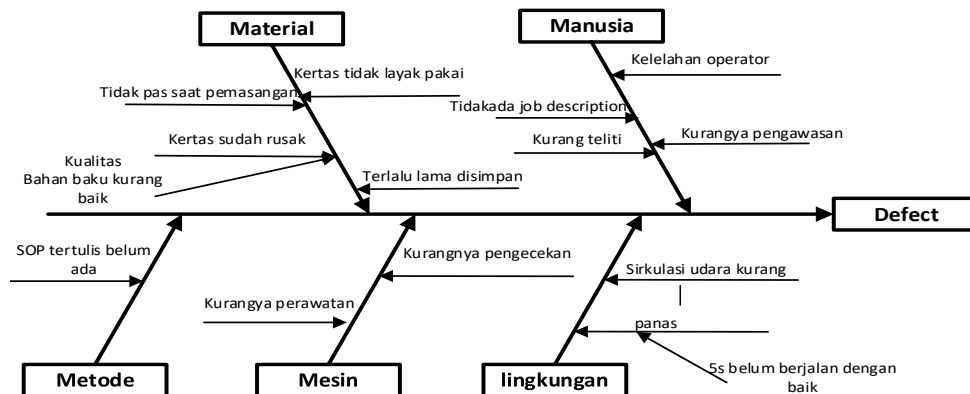 Material
Manusia
Kelelahan operator
Kertas tidak layak pakai
Tidak pas saat pemasangan
Tidakada job description
Kertas sudah rusak
Kurang teliti
Kurangya pengawasan
Kualitas
Bahan baku kurang
baik
Terlalu lama disimpan
Defect
SOP tertulis belum
ada
Kurangnya pengecekan
Sirkulasi udara kurang
Kurangya perawatan
panas
5s belum berjalan dengan
baik
Metode
Mesin
lingkungan